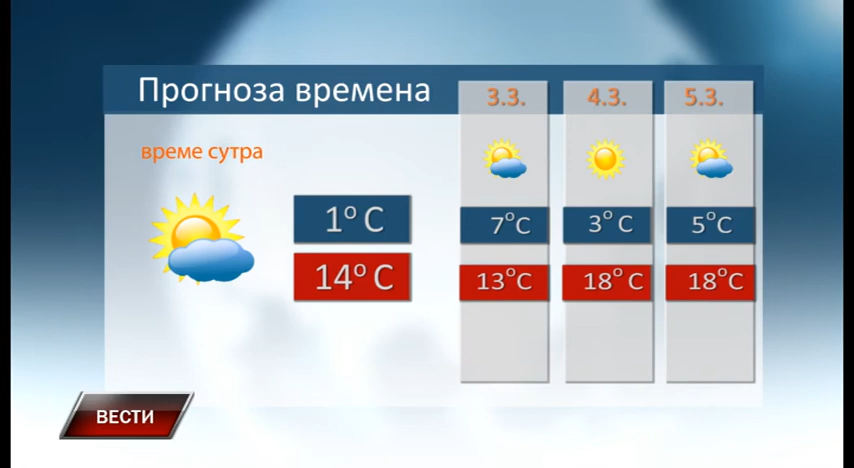 Прогноза времена
време сутра
1°C
14°C
3.3.
7°C
13°C
4.3.
3°C
18°C
5.3.
5°C
18°C
ВЕСТИ